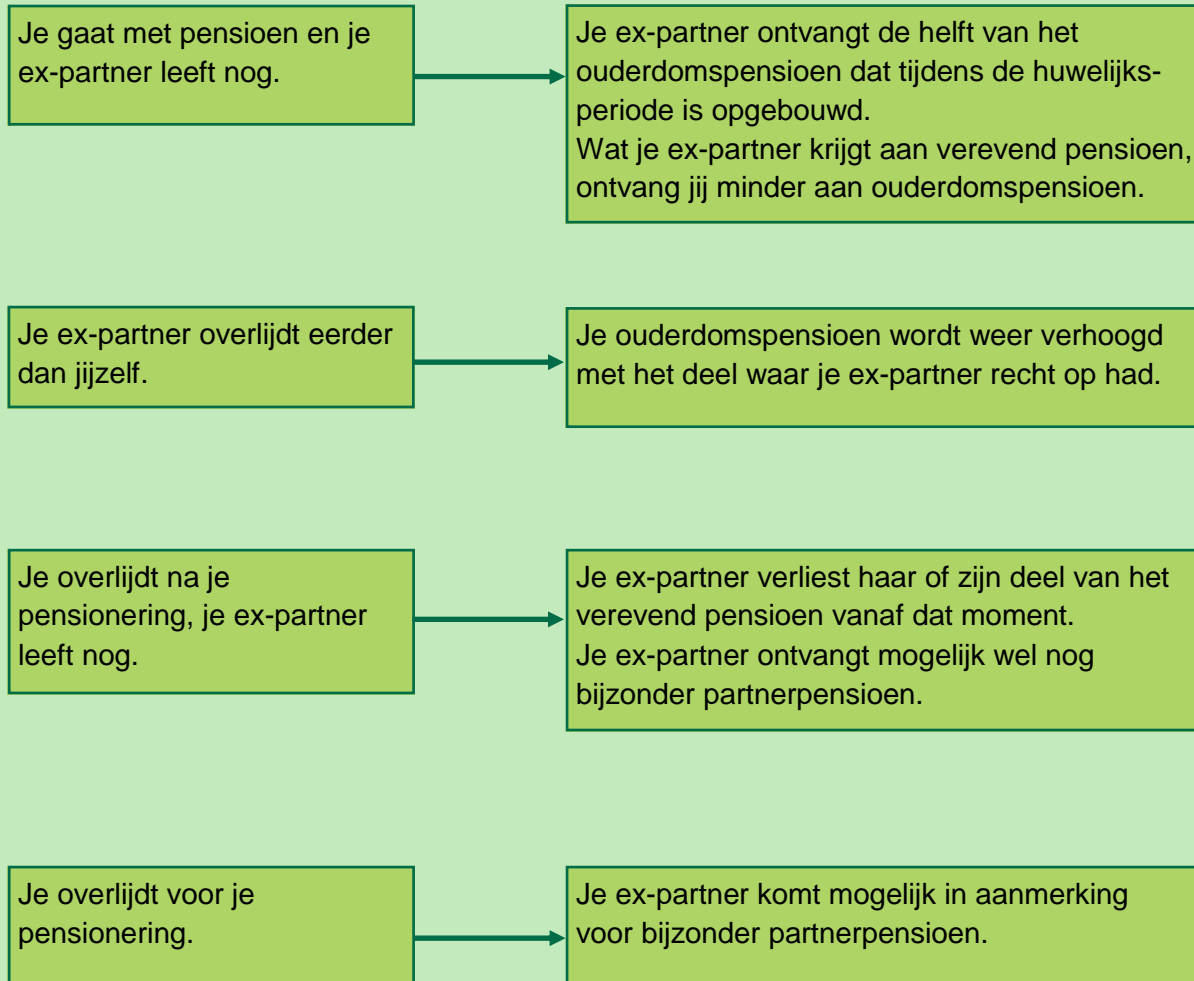 Je gaat met pensioen en je
ex-partner leeft nog.
Je ex-partner ontvangt de helft van het
ouderdomspensioen dat tijdens de huwelijks-
periode is opgebouwd.
Wat je ex-partner krijgt aan verevend pensioen,
ontvang jij minder aan ouderdomspensioen.
Je ex-partner overlijdt eerder
dan jijzelf.
Je ouderdomspensioen wordt weer verhoogd
met het deel waar je ex-partner recht op had.
Je overlijdt na je
pensionering, je ex-partner
leeft nog.
Je ex-partner verliest haar of zijn deel van het
verevend pensioen vanaf dat moment.
Je ex-partner ontvangt mogelijk wel nog
bijzonder partnerpensioen.
Je overlijdt voor je
pensionering.
Je ex-partner komt mogelijk in aanmerking
voor bijzonder partnerpensioen.